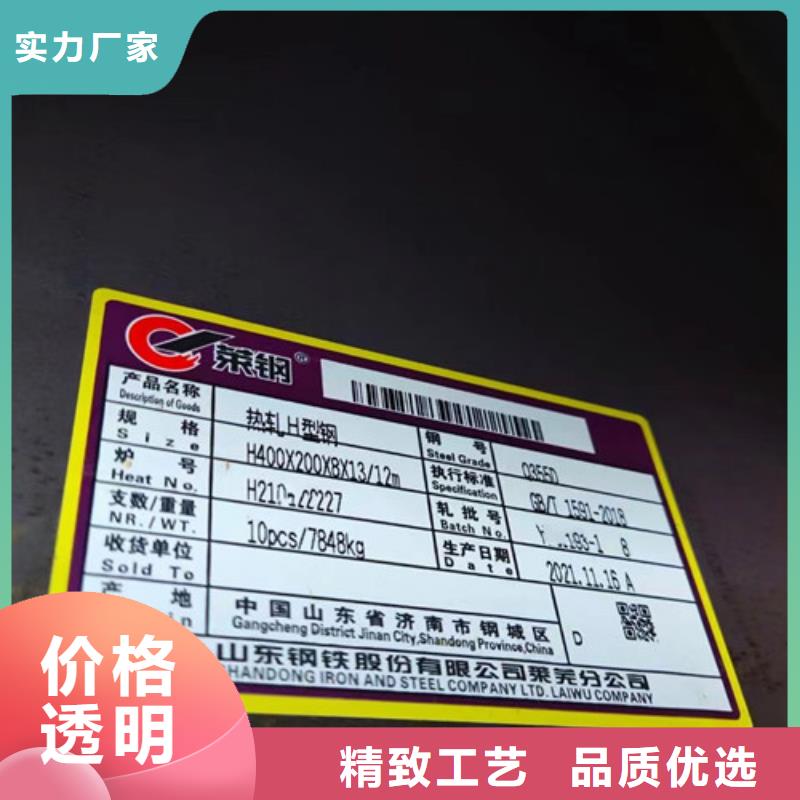 实力厂家
莱钢®
产品名称 热轧H型钢 钢号 Q355D
Description of Goods Steel Grade
规格 H400X200X8X13/12m 执行标准 GB/T 1591-2018
Size Specification
炉号 轧批号
Heat No. Batch No.
支数/重量 10pcs/7848kg 生产日期 2021.11.16 A
NR./WT. Date
收货单位
Sold To
产地 中国山东省济南市钢城区 D
Gangcheng District Jinan City,Shandong Province,China
山东钢铁股份有限公司莱芜分公司
SHANDONG IRON AND STEEL COMPANY LTD. LAIWU COMPANY
价格
透明
精致工艺 品质优选